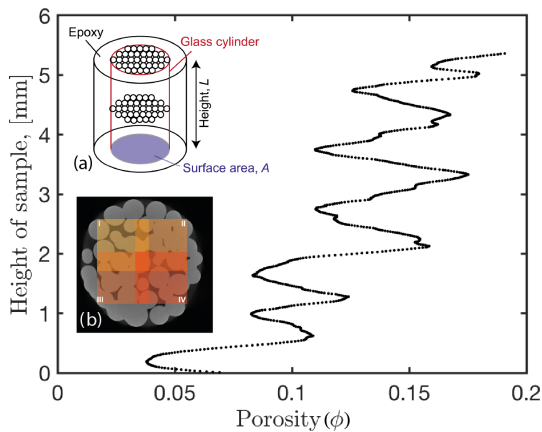 Epoxy
Glass cylinder
Height, L
(a)
Surface area, A
I
II
III
IV
(b)
Height of sample, [mm]
6
5
4
3
2
1
0
0
0.05
0.1
0.15
0.2
Porosity (ϕ)